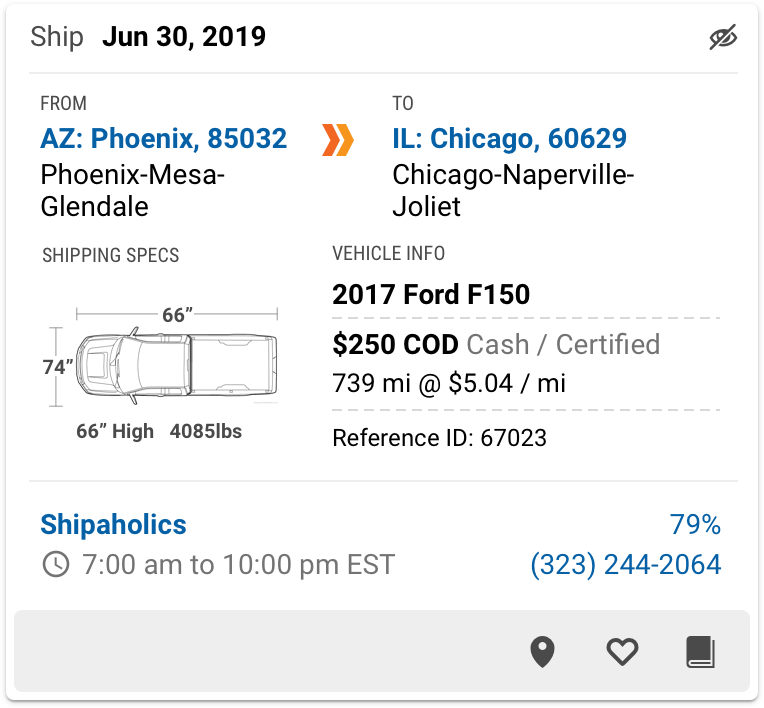 Ship Jun 30, 2019
FROM
AZ: Phoenix, 85032
Phoenix-Mesa-
Glendale
TO
IL: Chicago, 60629
Chicago-Naperville-
Joliet
SHIPPING SPECS
66”
74”
66” High 4085lbs
VEHICLE INFO
2017 Ford F150
$250 COD Cash / Certified
739 mi @ $5.04 / mi
Reference ID: 67023
Shipaholics
79%
7:00 am to 10:00 pm EST
(323) 244-2064